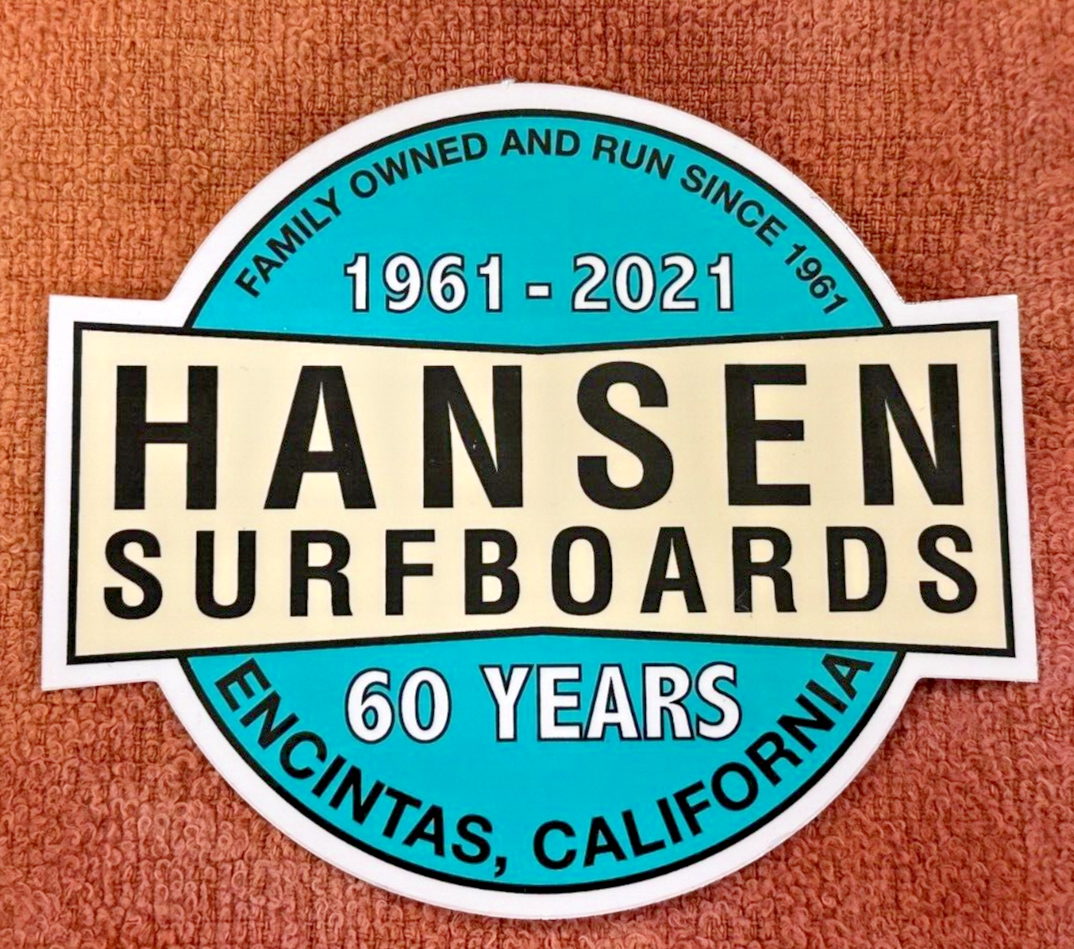 FAMILY OWNED AND RUN SINCE 1961
1961 - 2021
HANSEN
SURFBOARDS
60 YEARS
ENCINTAS, CALIFORNIA